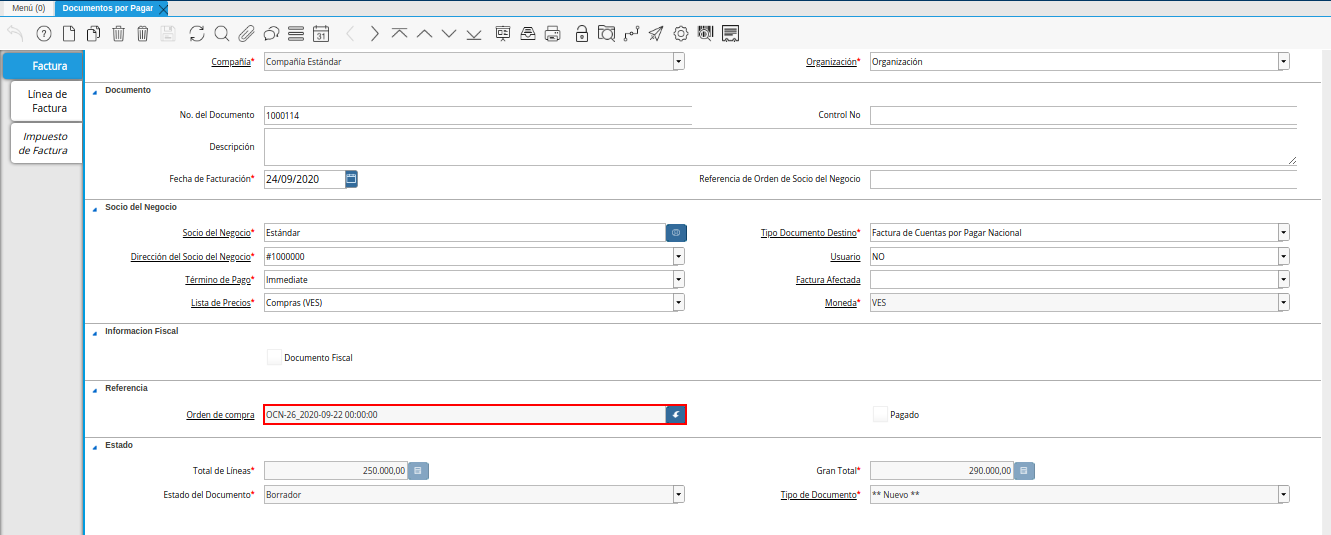 Menú (0) Documentos por Pagar
31
Factura
Línea de
Factura
Impuesto
de Factura
Compañía* Compañía Estándar Organización* Organización
Documento
No. del Documento 1000114 Control No
Descripción
Fecha de Facturación* 24/09/2020 Referencia de Orden de Socio del Negocio
Socio del Negocio
Socio del Negocio* Estándar Tipo Documento Destino* Factura de Cuentas por Pagar Nacional
Dirección del Socio del Negocio* #1000000 Usuario NO
Término de Pago* Immediate Factura Afectada
Lista de Precios* Compras (VES) Moneda* VES
Informacion Fiscal
Documento Fiscal
Referencia
Orden de compra OCN-26_2020-09-22 00:00:00 Pagado
Estado
Total de Líneas* 250.000,00 Gran Total* 290.000,00
Estado del Documento* Borrador Tipo de Documento* ** Nuevo **